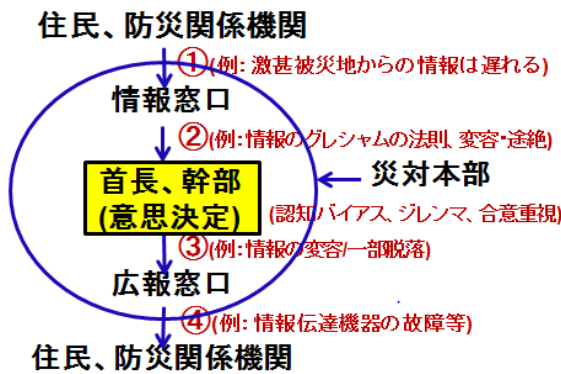 住民、防災関係機関
①(例: 激甚被災地からの情報は遅れる)
情報窓口
②(例:情報のグレシャムの法則、変容・途絶)
首長、幹部
(意思決定)
災対本部
(認知バイアス、ジレンマ、合意重視)
③(例:情報の変容/一部脱落)
広報窓口
④(例: 情報伝達機器の故障等)
住民、防災関係機関